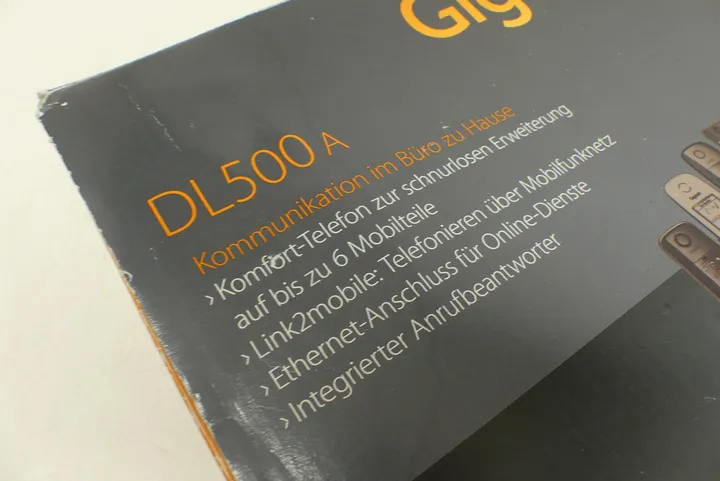 Gig
DL500 A
Kommunikation im Büro zu Hause
› Komfort-Telefon zur schnurlosen Erweiterung
auf bis zu 6 Mobilteile
› Link2mobile: Telefonieren über Mobilfunknetz
› Ethernet-Anschluss für Online-Dienste
› Integrierter Anrufbeantworter